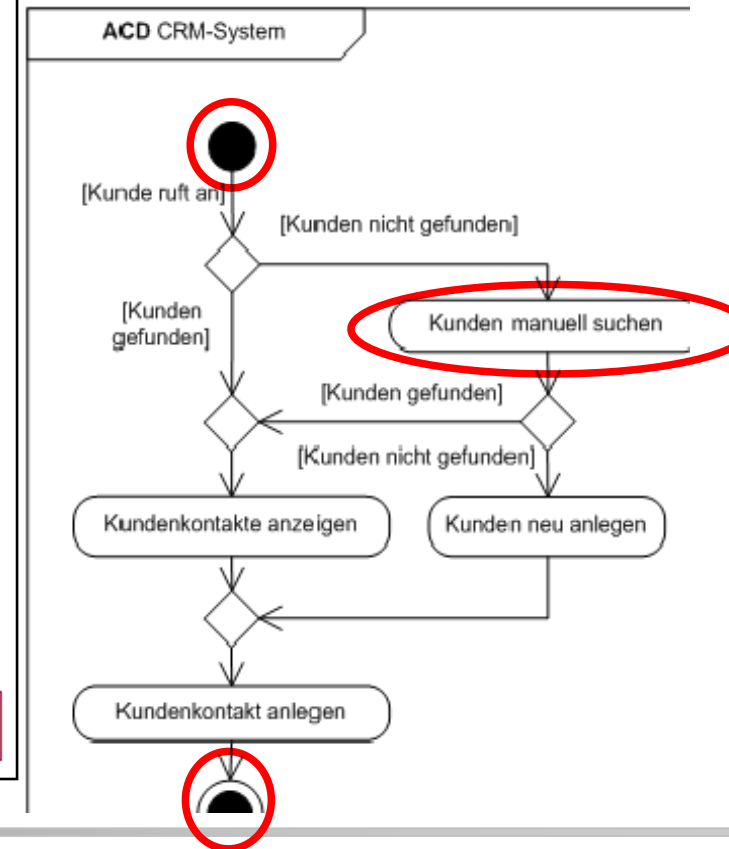 ACD CRM-System
[Kunde ruft an]
[Kunden nicht gefunden]
[Kunden
gefunden]
Kunden manuell suchen
[Kunden gefunden]
[Kunden nicht gefunden]
Kundenkontakte anzeigen
Kunden neu anlegen
Kundenkontakt anlegen